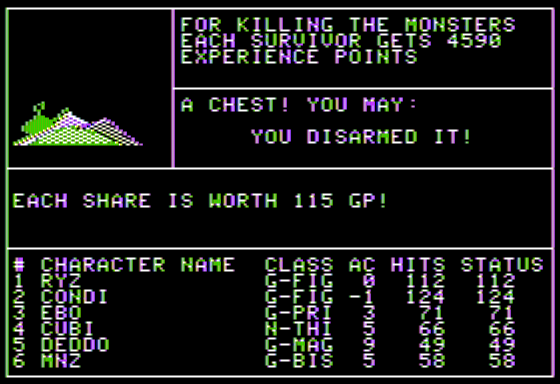 FOR KILLING THE MONSTERS
EACH SURVIVOR GETS 4590
EXPERIENCE POINTS
A CHEST! YOU MAY:
YOU DISARMED IT!
EACH SHARE IS WORTH 115 GP!
# CHARACTER NAME CLASS AC HITS STATUS
1 RYZ G-FIG 0 112 112
2 CONDI G-FIG -1 124 124
3 EBO G-PRI 3 71 71
4 CUBI N-THI 5 66 66
5 DEDDO G-MAG 9 49 49
6 MNZ G-BIS 5 58 58